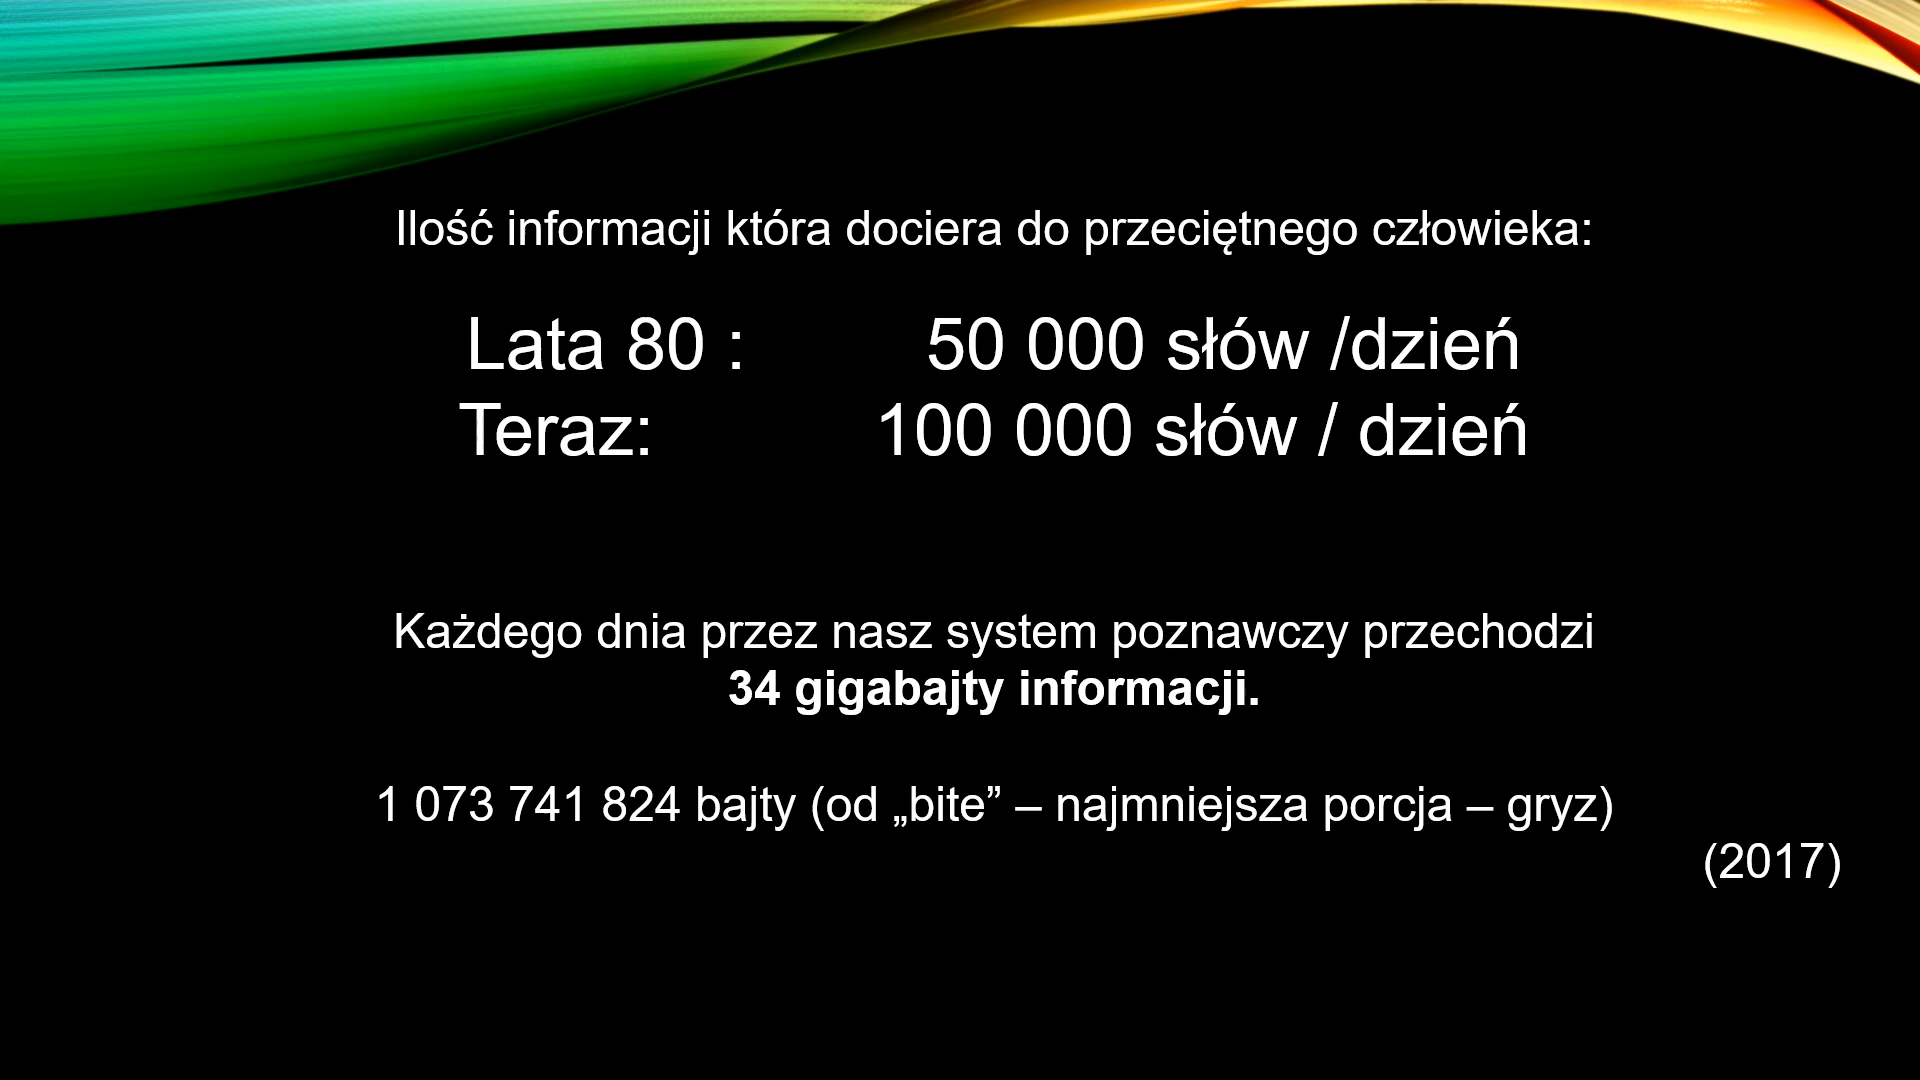 Ilość informacji która dociera do przeciętnego człowieka:
Lata 80 : 50 000 słów /dzień
Teraz: 100 000 słów / dzień
Każdego dnia przez nasz system poznawczy przechodzi
34 gigabajty informacji.
1 073 741 824 bajty (od „bite” – najmniejsza porcja – gryz)
(2017)